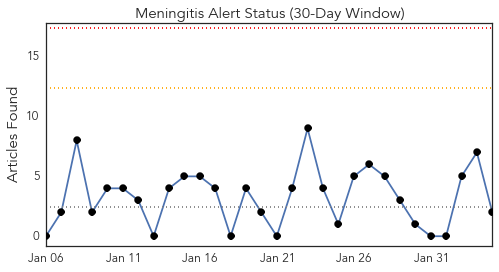 Meningitis Alert Status (30-Day Window)
Articles Found
15
10
5
0
Jan 06 Jan 11 Jan 16 Jan 21 Jan 26 Jan 31